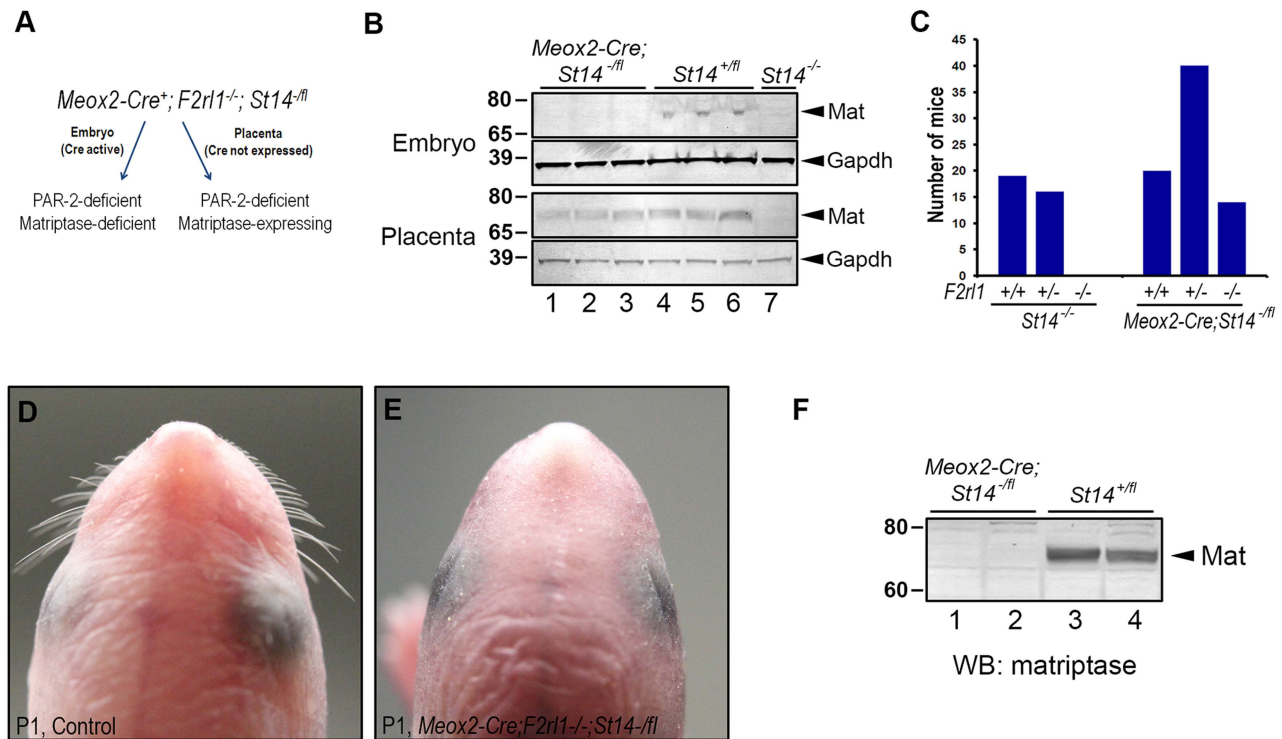 A
Meox2-Cre+; F2rl1-/-; St14-/fl
Embryo
(Cre active)
Placenta
(Cre not expressed)
PAR-2-deficient
Matriptase-deficient
PAR-2-deficient
Matriptase-expressing
B
Meox2-Cre;
St14-/fl
St14+/fl
St14-/-
Embryo
80
65
Mat
39
Gapdh
Placenta
80
65
Mat
39
Gapdh
1 2 3 4 5 6 7
C
Number of mice
45
40
35
30
25
20
15
10
5
0
F2rl1 +/+ +/- -/- +/+ +/- -/-
St14-/- Meox2-Cre;St14-/fl
D
P1, Control
E
P1, Meox2-Cre;F2rl1-/-;St14-/fl
F
Meox2-Cre;
St14-/fl
St14+/fl
80
60
Mat
1 2 3 4
WB: matriptase